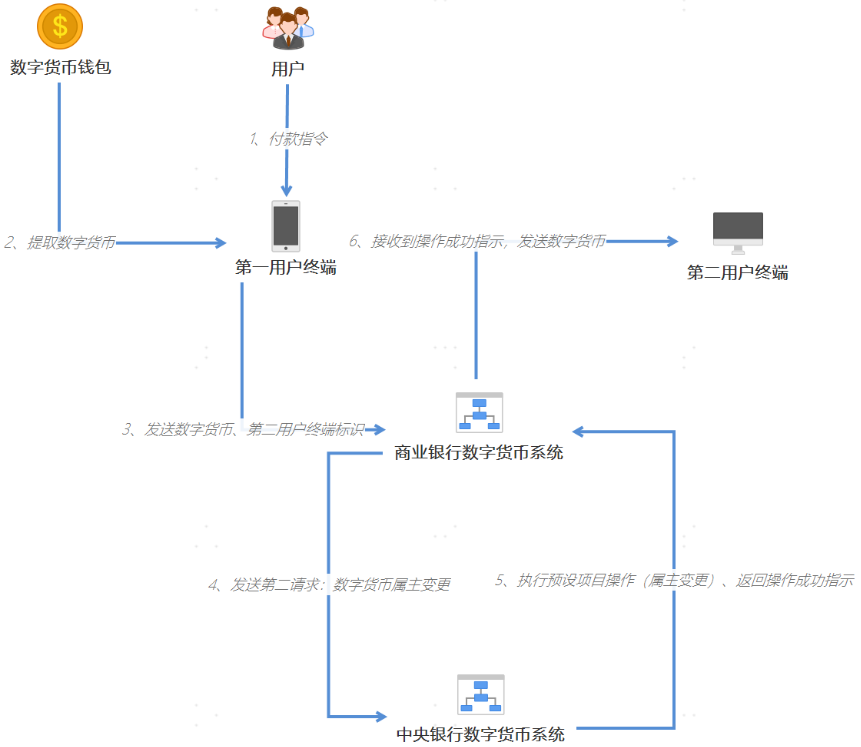 数字货币钱包
用户
1、付款指令
2、提取数字货币
6、接收到操作成功指示，发送数字货币
第一用户终端
第二用户终端
3、发送数字货币、第二用户终端标识
商业银行数字货币系统
4、发送第二请求：数字货币属主变更
5、执行预设项目操作（属主变更）、返回操作成功指示
中央银行数字货币系统